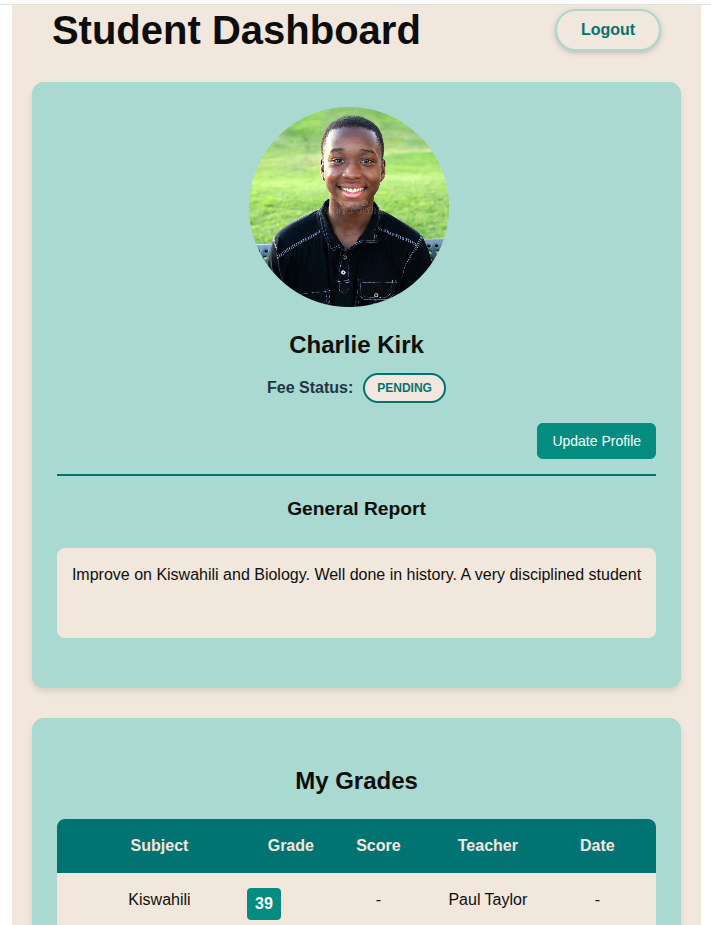 Student Dashboard
Logout
Charlie Kirk
Fee Status: PENDING
Update Profile
General Report
Improve on Kiswahili and Biology. Well done in history. A very disciplined student
My Grades
Subject Grade Score Teacher Date
Kiswahili 39 - Paul Taylor -